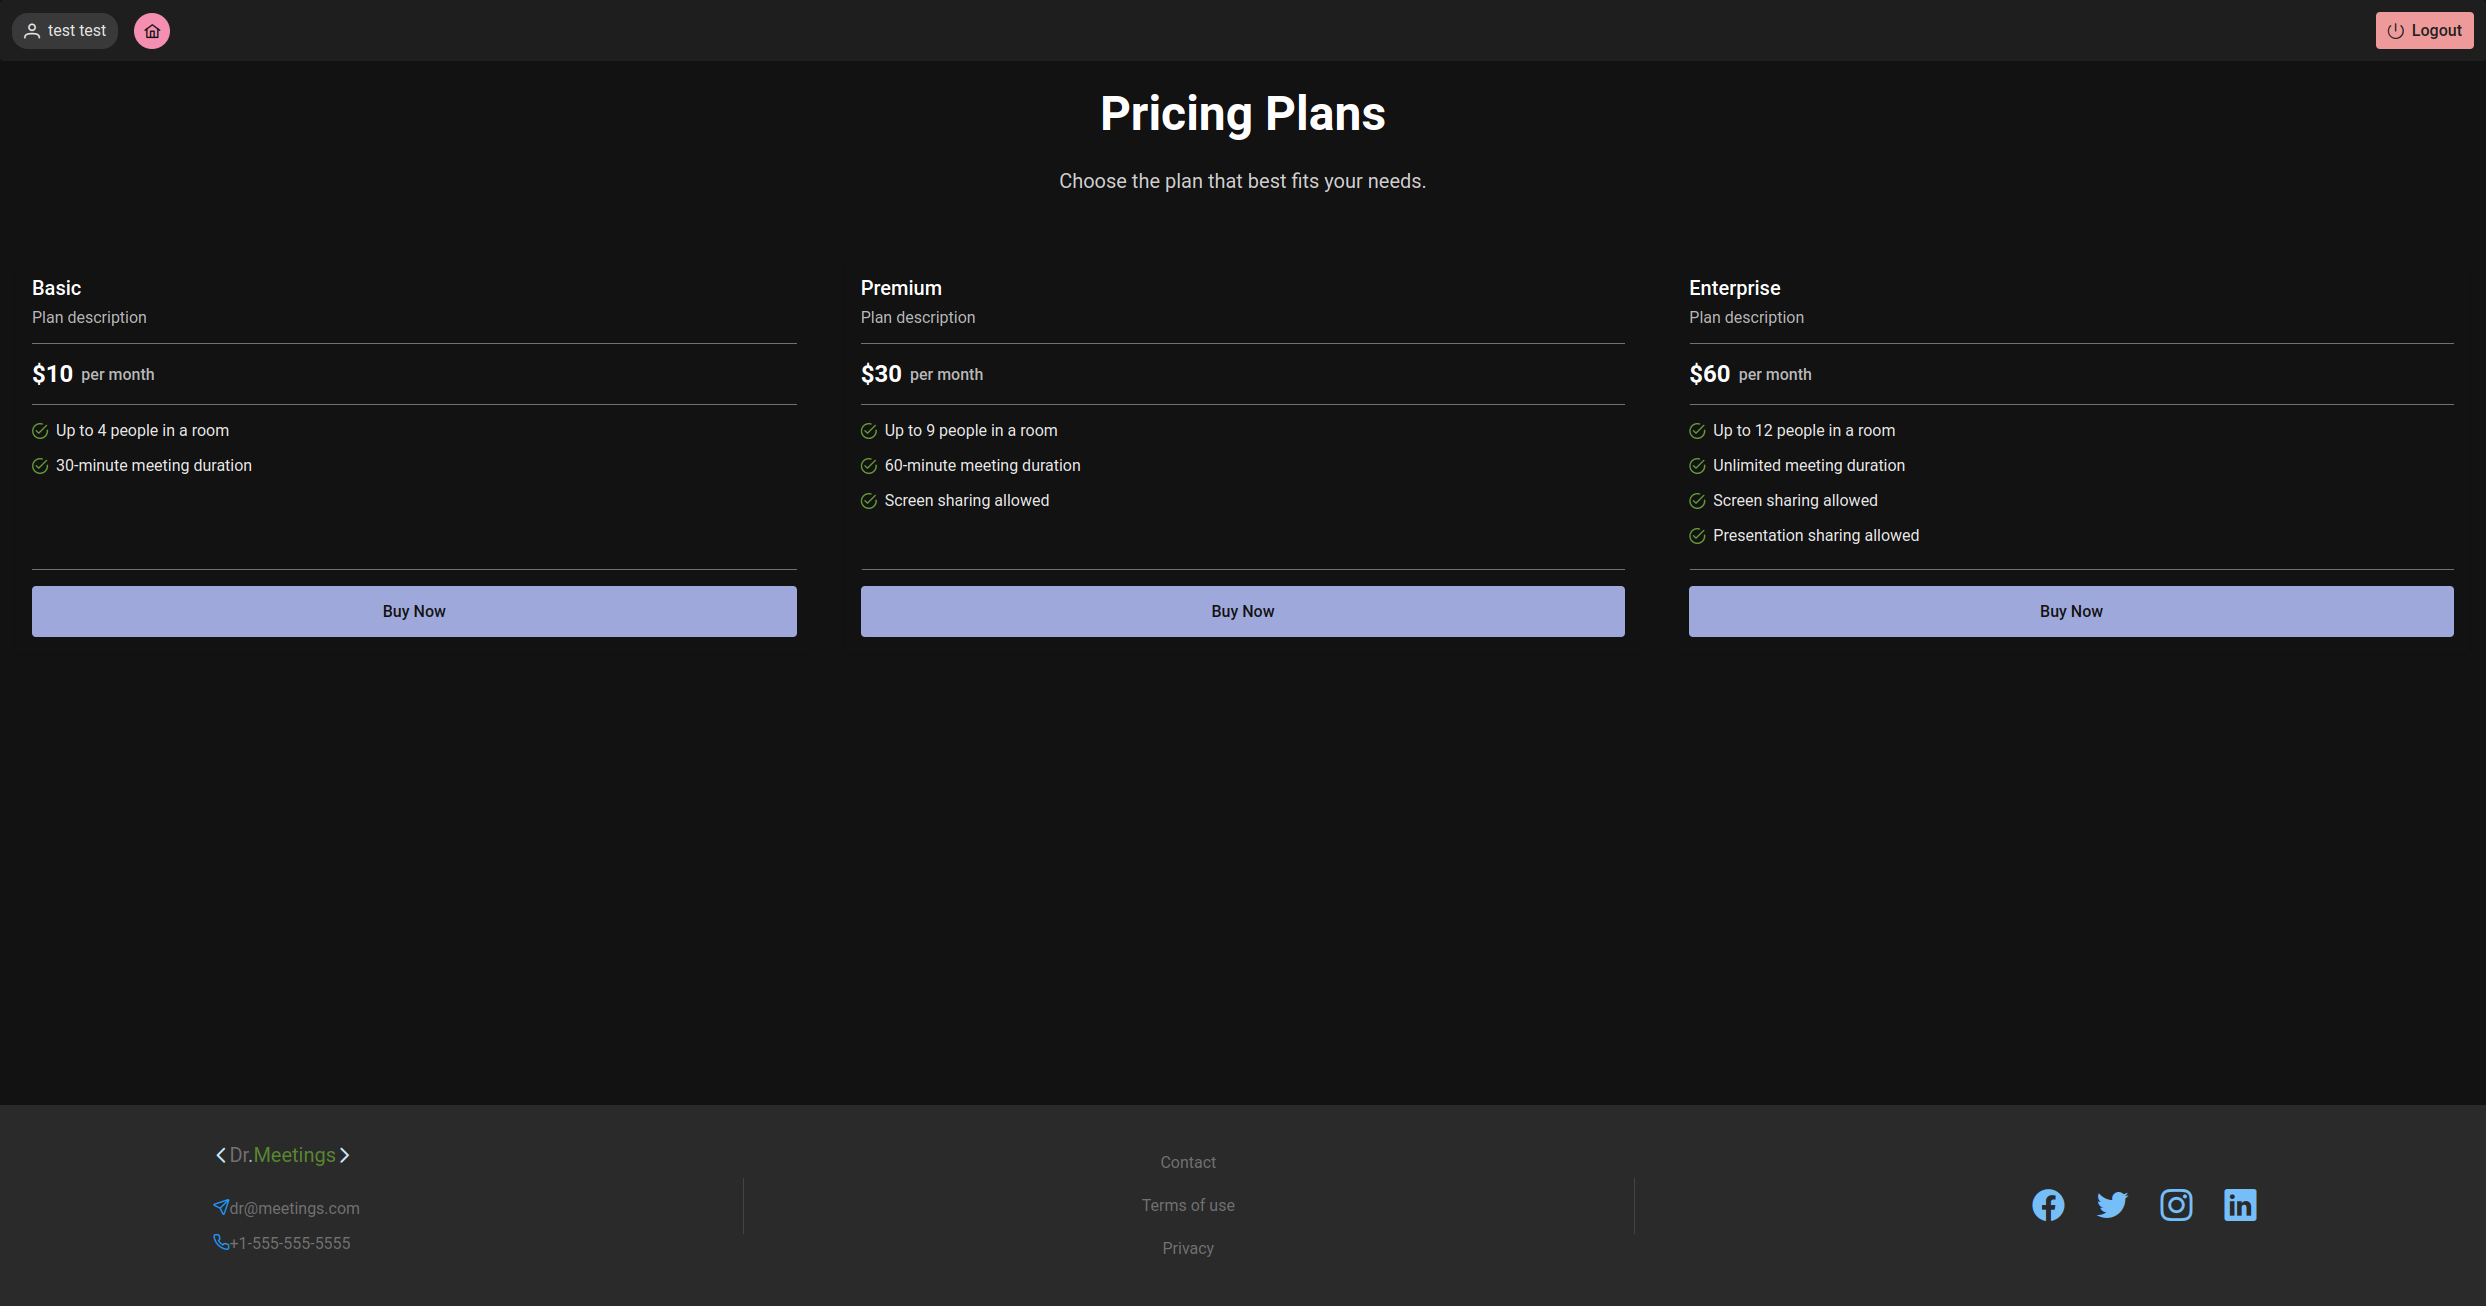 test test
Logout
Pricing Plans
Choose the plan that best fits your needs.
Basic
Plan description
$10 per month
Up to 4 people in a room
30-minute meeting duration
Buy Now
Premium
Plan description
$30 per month
Up to 9 people in a room
60-minute meeting duration
Screen sharing allowed
Buy Now
Enterprise
Plan description
$60 per month
Up to 12 people in a room
Unlimited meeting duration
Screen sharing allowed
Presentation sharing allowed
Buy Now
Dr.Meetings
dr@meetings.com
+1-555-555-5555
Contact
Terms of use
Privacy